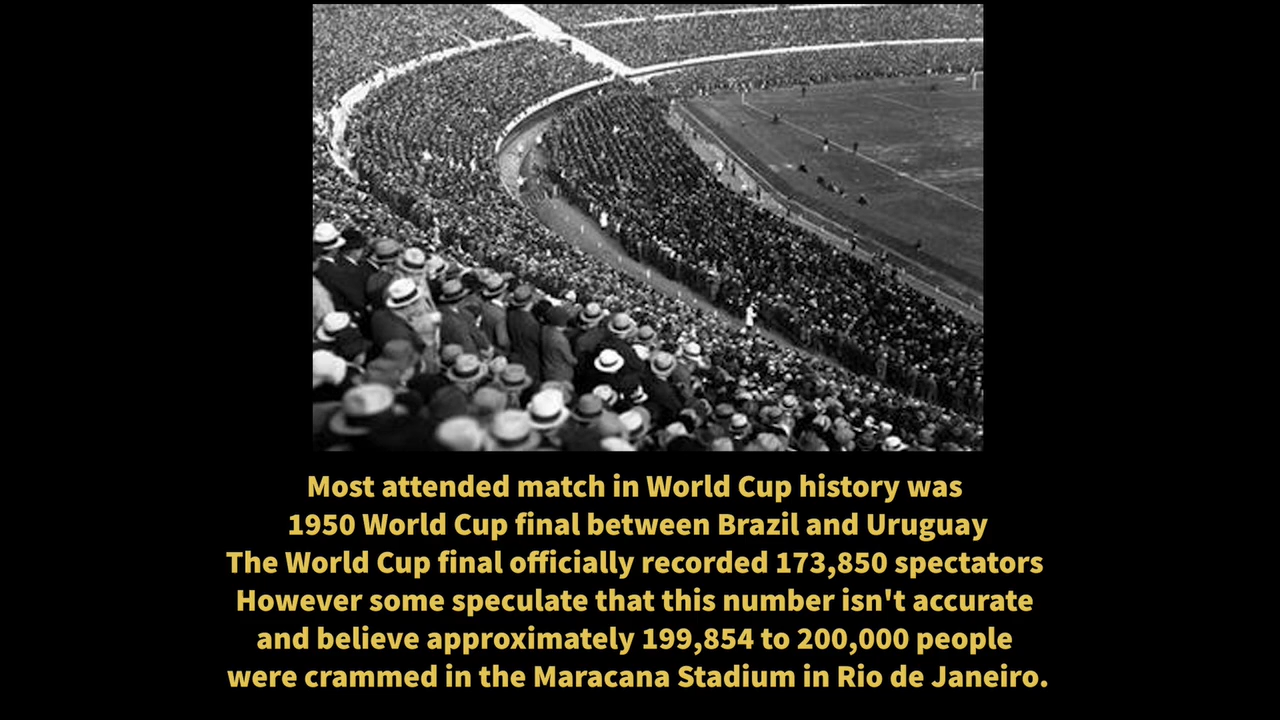 Most attended match in World Cup history was
1950 World Cup final between Brazil and Uruguay
The World Cup final officially recorded 173,850 spectators
However some speculate that this number isn't accurate
and believe approximately 199,854 to 200,000 people
were crammed in the Maracana Stadium in Rio de Janeiro.